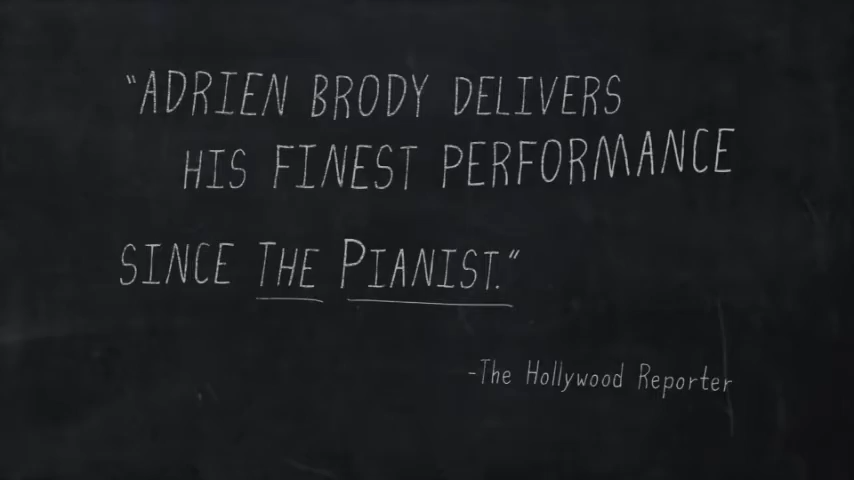 “ADRIEN BRODY DELIVERS
HIS FINEST PERFORMANCE
SINCE THE PIANIST.“
-The Hollywood Reporter